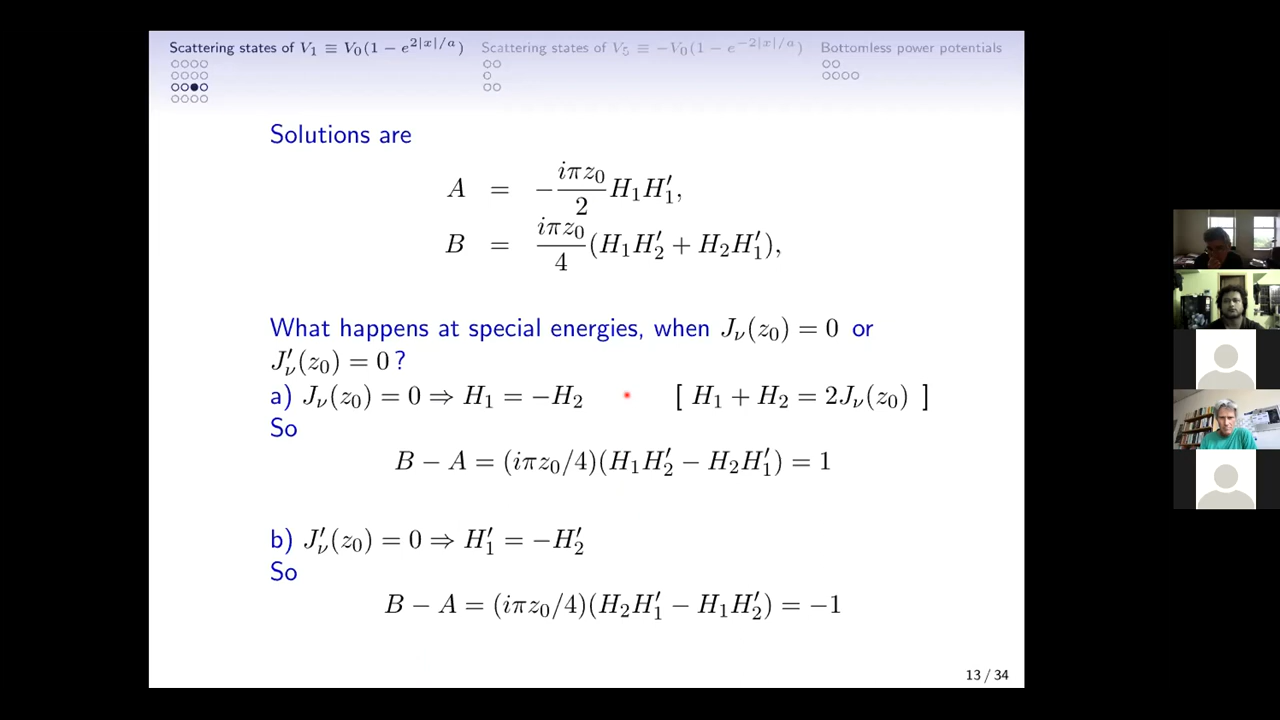 Scattering states of V₁ ≡ V₀(1 − e^{2|x|/a}) Scattering states of V₅ ≡ −V₀(1 − e^{−2|x|/a}) Bottomless power potentials
Solutions are
A = −\frac{iπz₀}{2} H₁H₁′,
B = \frac{iπz₀}{4} (H₁H₂′ + H₂H₁′),
What happens at special energies, when J_ν(z₀) = 0 or
J′_ν(z₀) = 0 ?
a) J_ν(z₀) = 0 ⇒ H₁ = −H₂ [ H₁ + H₂ = 2J_ν(z₀) ]
So
B − A = (iπz₀/4)(H₁H₂′ − H₂H₁′) = 1
b) J′_ν(z₀) = 0 ⇒ H₁′ = −H₂′
So
B − A = (iπz₀/4)(H₂H₁′ − H₁H₂′) = −1
13 / 34